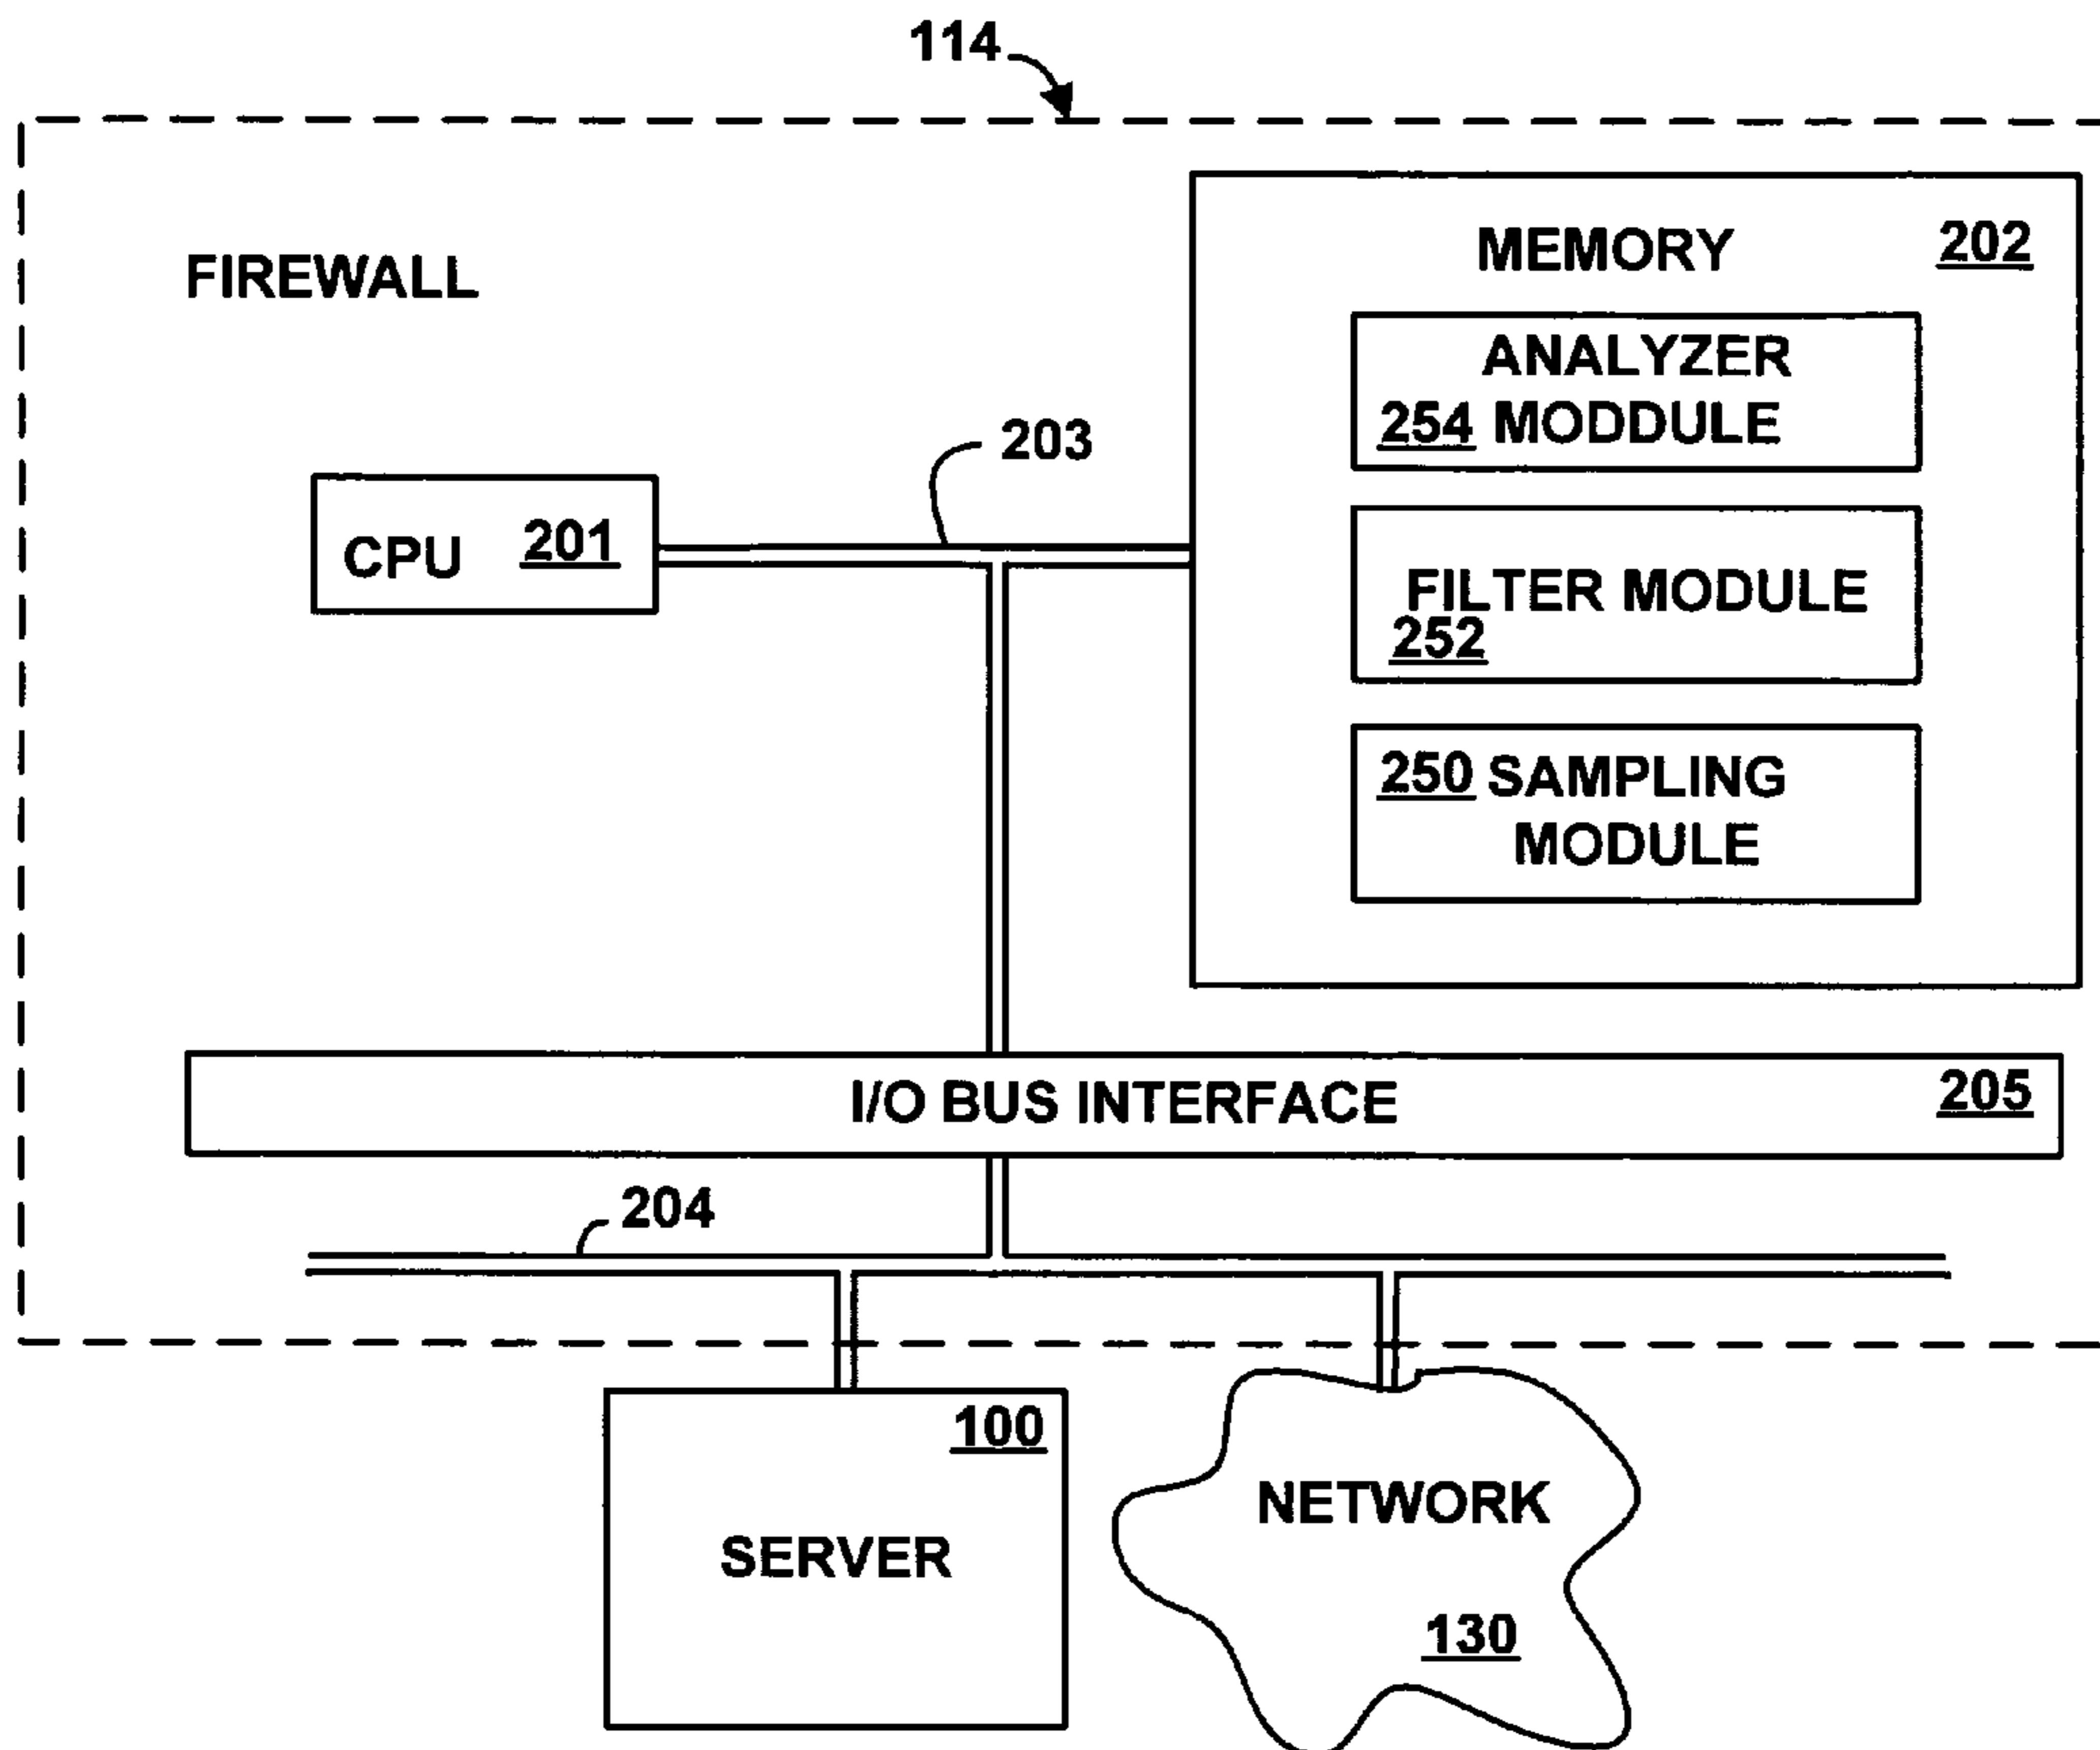 114
FIREWALL
MEMORY 202
ANALYZER
254 MODDULE
203
CPU 201
FILTER MODULE
252
250 SAMPLING
MODULE
I/O BUS INTERFACE 205
204
100
SERVER
NETWORK
130